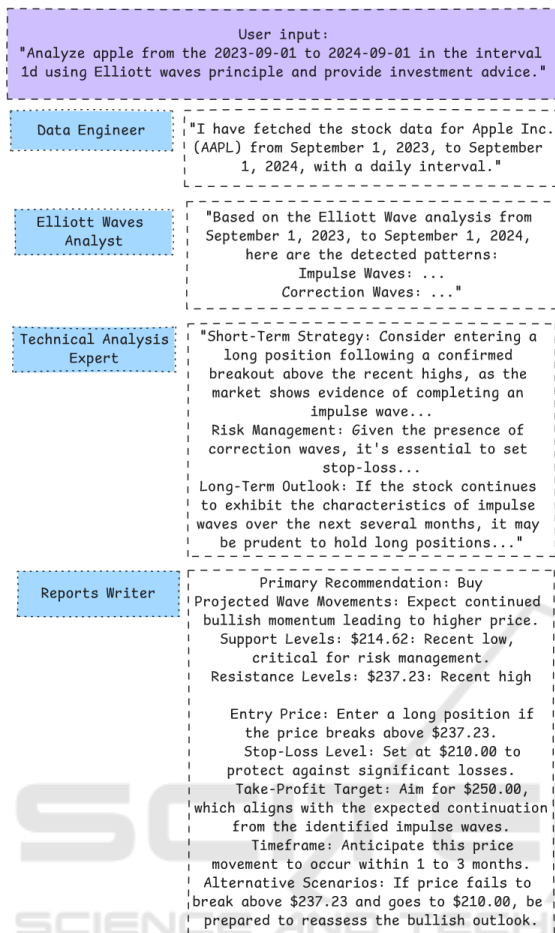 User input:
"Analyze apple from the 2023-09-01 to 2024-09-01 in the interval
1d using Elliott waves principle and provide investment advice."
Data Engineer
"I have fetched the stock data for Apple Inc.
(AAPL) from September 1, 2023, to September
1, 2024, with a daily interval."
Elliott Waves
Analyst
"Based on the Elliott Wave analysis from
September 1, 2023, to September 1, 2024,
here are the detected patterns:
Impulse Waves: ...
Correction Waves: ..."
Technical Analysis
Expert
"Short-Term Strategy: Consider entering a
long position following a confirmed
breakout above the recent highs, as the
market shows evidence of completing an
impulse wave...
Risk Management: Given the presence of
correction waves, it's essential to set
stop-loss...
Long-Term Outlook: If the stock continues
to exhibit the characteristics of impulse
waves over the next several months, it may
be prudent to hold long positions..."
Reports Writer
Primary Recommendation: Buy
Projected Wave Movements: Expect continued
bullish momentum leading to higher price.
Support Levels: $214.62: Recent low,
critical for risk management.
Resistance Levels: $237.23: Recent high
Entry Price: Enter a long position if
the price breaks above $237.23.
Stop-Loss Level: Set at $210.00 to
protect against significant losses.
Take-Profit Target: Aim for $250.00,
which aligns with the expected continuation
from the identified impulse waves.
Timeframe: Anticipate this price
movement to occur within 1 to 3 months.
Alternative Scenarios: If price fails to
break above $237.23 and goes to $210.00, be
prepared to reassess the bullish outlook.
SCIENCE AND TECH